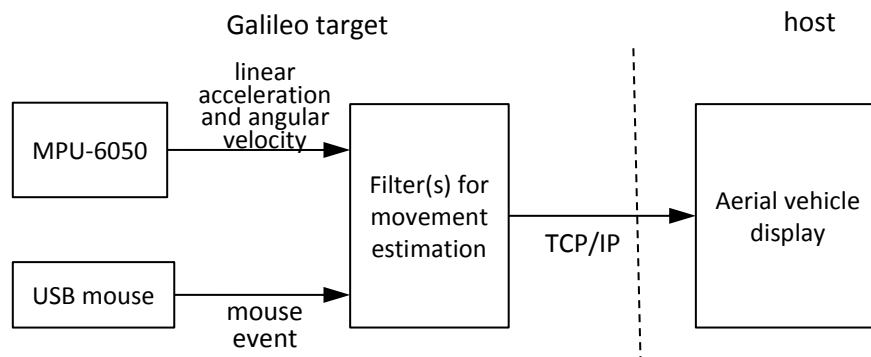 Galileo target
host
linear
acceleration
and angular
velocity
MPU-6050
Filter(s) for
movement
estimation
Aerial vehicle
display
TCP/IP
USB mouse
mouse
event